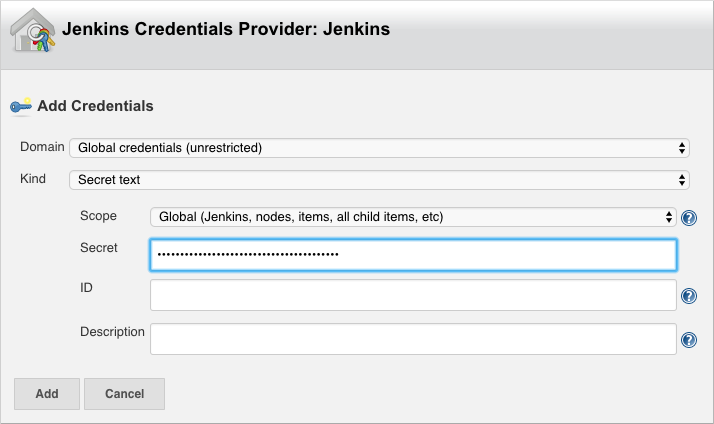 Jenkins Credentials Provider: Jenkins
Add Credentials
Domain Global credentials (unrestricted)
Kind Secret text
Scope Global (Jenkins, nodes, items, all child items, etc)
Secret ••••••••••••••••••••••••••••••••••••••••
ID
Description
Add Cancel